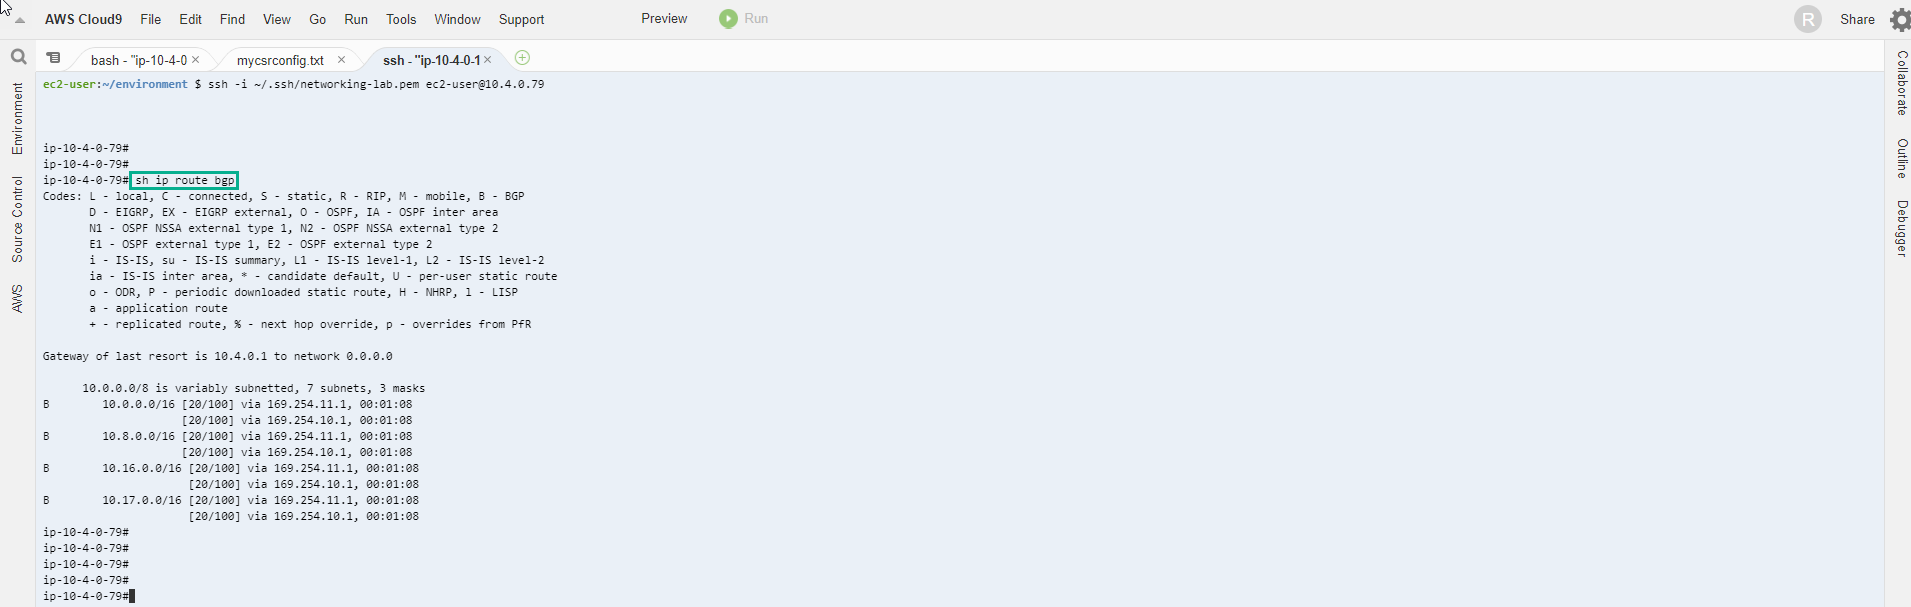 AWS Cloud9 File Edit Find View Go Run Tools Window Support Preview Run R Share
bash - "ip-10-4-0 × mycsrconfig.txt × ssh - "ip-10-4-0-1 ×
Environment
Source Control
AWS
ec2-user:~/environment $ ssh -i ~/.ssh/networking-lab.pem ec2-user@10.4.0.79
ip-10-4-0-79#
ip-10-4-0-79#
ip-10-4-0-79# sh ip route bgp
Codes: L - local, C - connected, S - static, R - RIP, M - mobile, B - BGP
D - EIGRP, EX - EIGRP external, O - OSPF, IA - OSPF inter area
N1 - OSPF NSSA external type 1, N2 - OSPF NSSA external type 2
E1 - OSPF external type 1, E2 - OSPF external type 2
i - IS-IS, su - IS-IS summary, L1 - IS-IS level-1, L2 - IS-IS level-2
ia - IS-IS inter area, * - candidate default, U - per-user static route
o - ODR, P - periodic downloaded static route, H - NHRP, l - LISP
a - application route
+ - replicated route, % - next hop override, p - overrides from PfR
Gateway of last resort is 10.4.0.1 to network 0.0.0.0
10.0.0.0/8 is variably subnetted, 7 subnets, 3 masks
B 10.0.0.0/16 [20/100] via 169.254.11.1, 00:01:08
[20/100] via 169.254.10.1, 00:01:08
B 10.8.0.0/16 [20/100] via 169.254.11.1, 00:01:08
[20/100] via 169.254.10.1, 00:01:08
B 10.16.0.0/16 [20/100] via 169.254.11.1, 00:01:08
[20/100] via 169.254.10.1, 00:01:08
B 10.17.0.0/16 [20/100] via 169.254.11.1, 00:01:08
[20/100] via 169.254.10.1, 00:01:08
ip-10-4-0-79#
ip-10-4-0-79#
ip-10-4-0-79#
ip-10-4-0-79#
ip-10-4-0-79#
Collaborate
Outline
Debugger